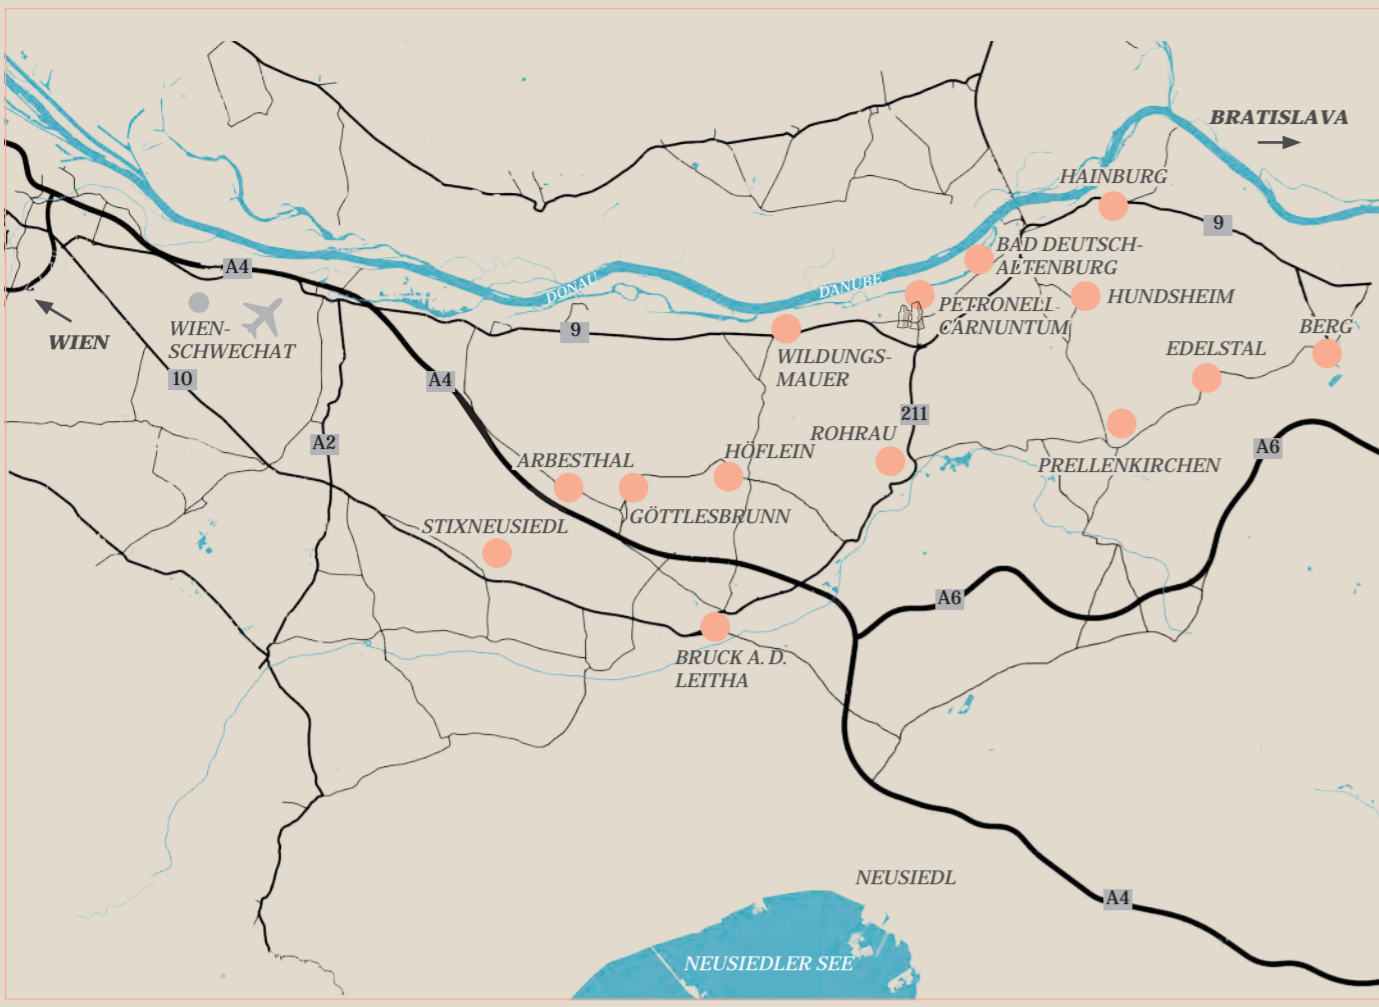 BRATISLAVA
HAINBURG
9
BAD DEUTSCH-
ALTENBURG
A4
DONAU
DANUBE
HUNDSHEIM
PETRONELL-
CARNUNTUM
WIEN-
SCHWECHAT
WIEN
9
BERG
EDELSTAL
WILDUNGS-
MAUER
10
A4
211
ROHRAU
A2
A6
HÖFLEIN
ARBESTHAL
PRELLENKIRCHEN
GÖTTLESBRUNN
STIXNEUSIEDL
A6
BRUCK A. D.
LEITHA
NEUSIEDL
A4
NEUSIEDLER SEE